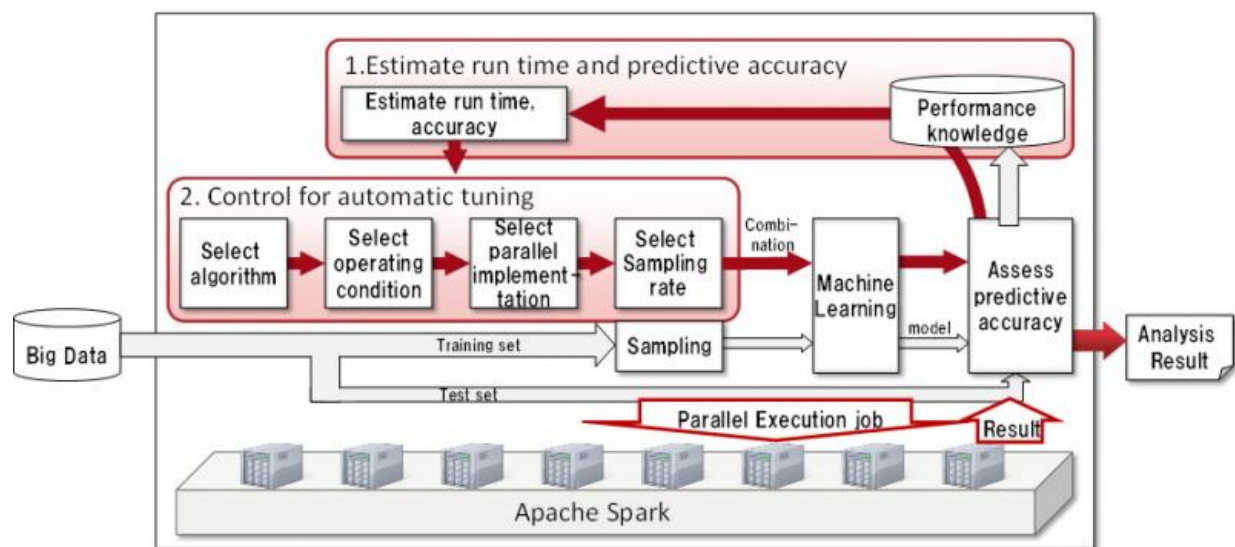 1.Estimate run time and predictive accuracy
Estimate run time,
accuracy
Performance
knowledge
2. Control for automatic tuning
Select
algorithm
Select
operating
condition
Select
parallel
implement-
tation
Select
Sampling
rate
Combi-
nation
Machine
Learning
Assess
predictive
accuracy
Big Data
Training set
Sampling
model
Analysis
Result
Test set
Parallel Execution job
Result
Apache Spark